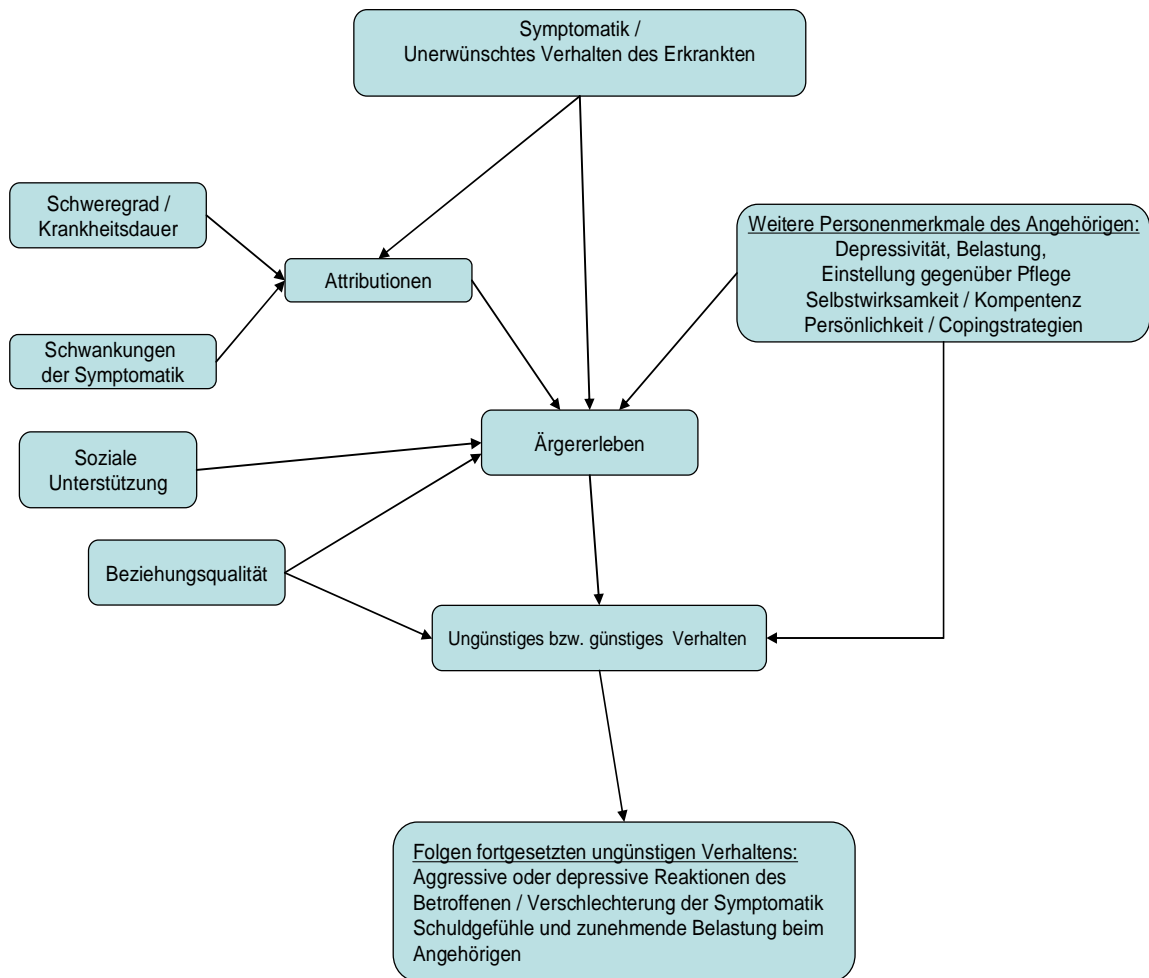 Symptomatik /
Unerwünschtes Verhalten des Erkrankten
Schweregrad /
Krankheitsdauer
Weitere Personenmerkmale des Angehörigen:
Depressivität, Belastung,
Einstellung gegenüber Pflege
Selbstwirksamkeit / Kompentenz
Persönlichkeit / Copingstrategien
Attributionen
Schwankungen
der Symptomatik
Ärgererleben
Soziale
Unterstützung
Beziehungsqualität
Ungünstiges bzw. günstiges Verhalten
Folgen fortgesetzten ungünstigen Verhaltens:
Aggressive oder depressive Reaktionen des
Betroffenen / Verschlechterung der Symptomatik
Schuldgefühle und zunehmende Belastung beim
Angehörigen